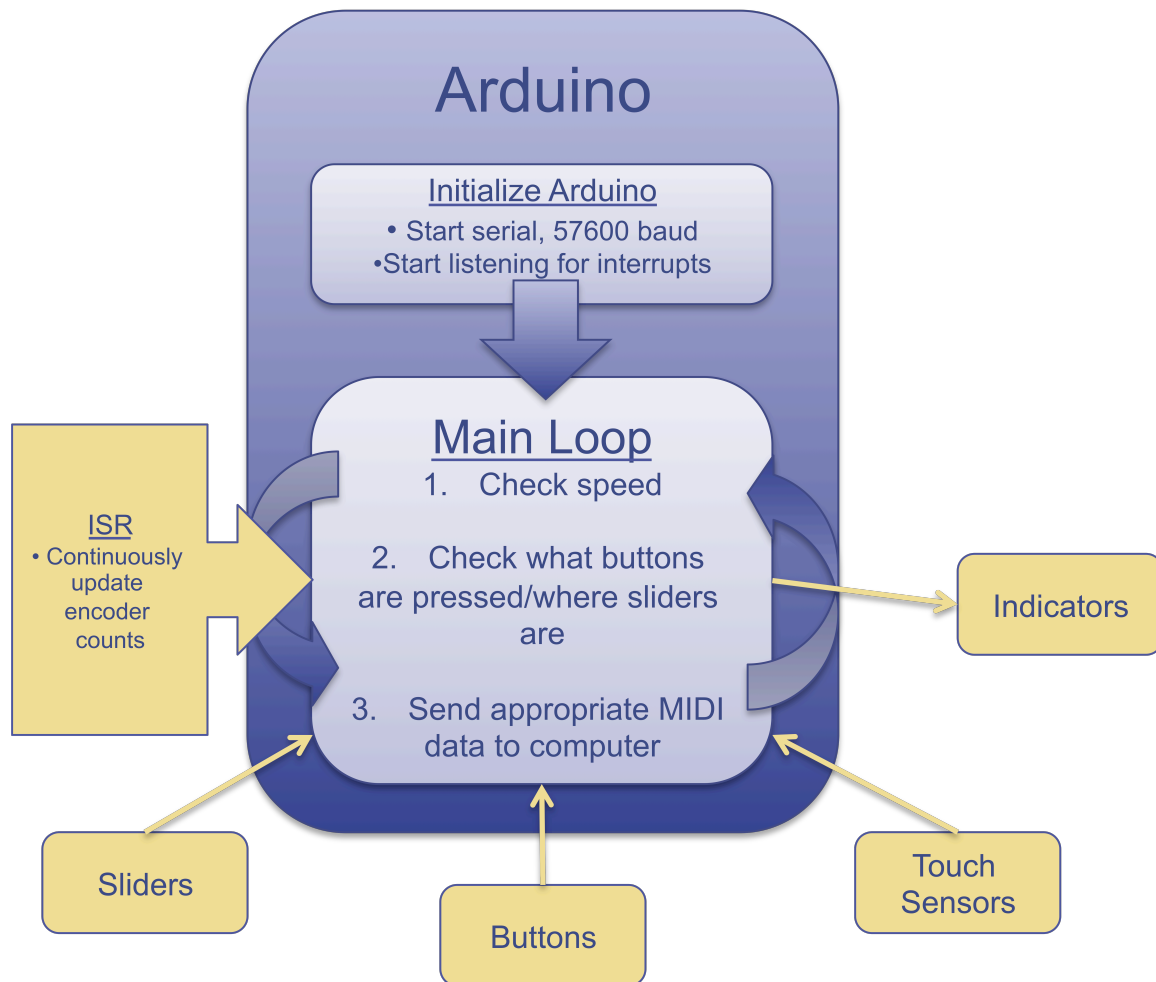 Arduino
Initialize Arduino
• Start serial, 57600 baud
•Start listening for interrupts
Main Loop
1. Check speed
2. Check what buttons
are pressed/where sliders
are
3. Send appropriate MIDI
data to computer
ISR
• Continuously
update
encoder
counts
Indicators
Sliders
Buttons
Touch
Sensors